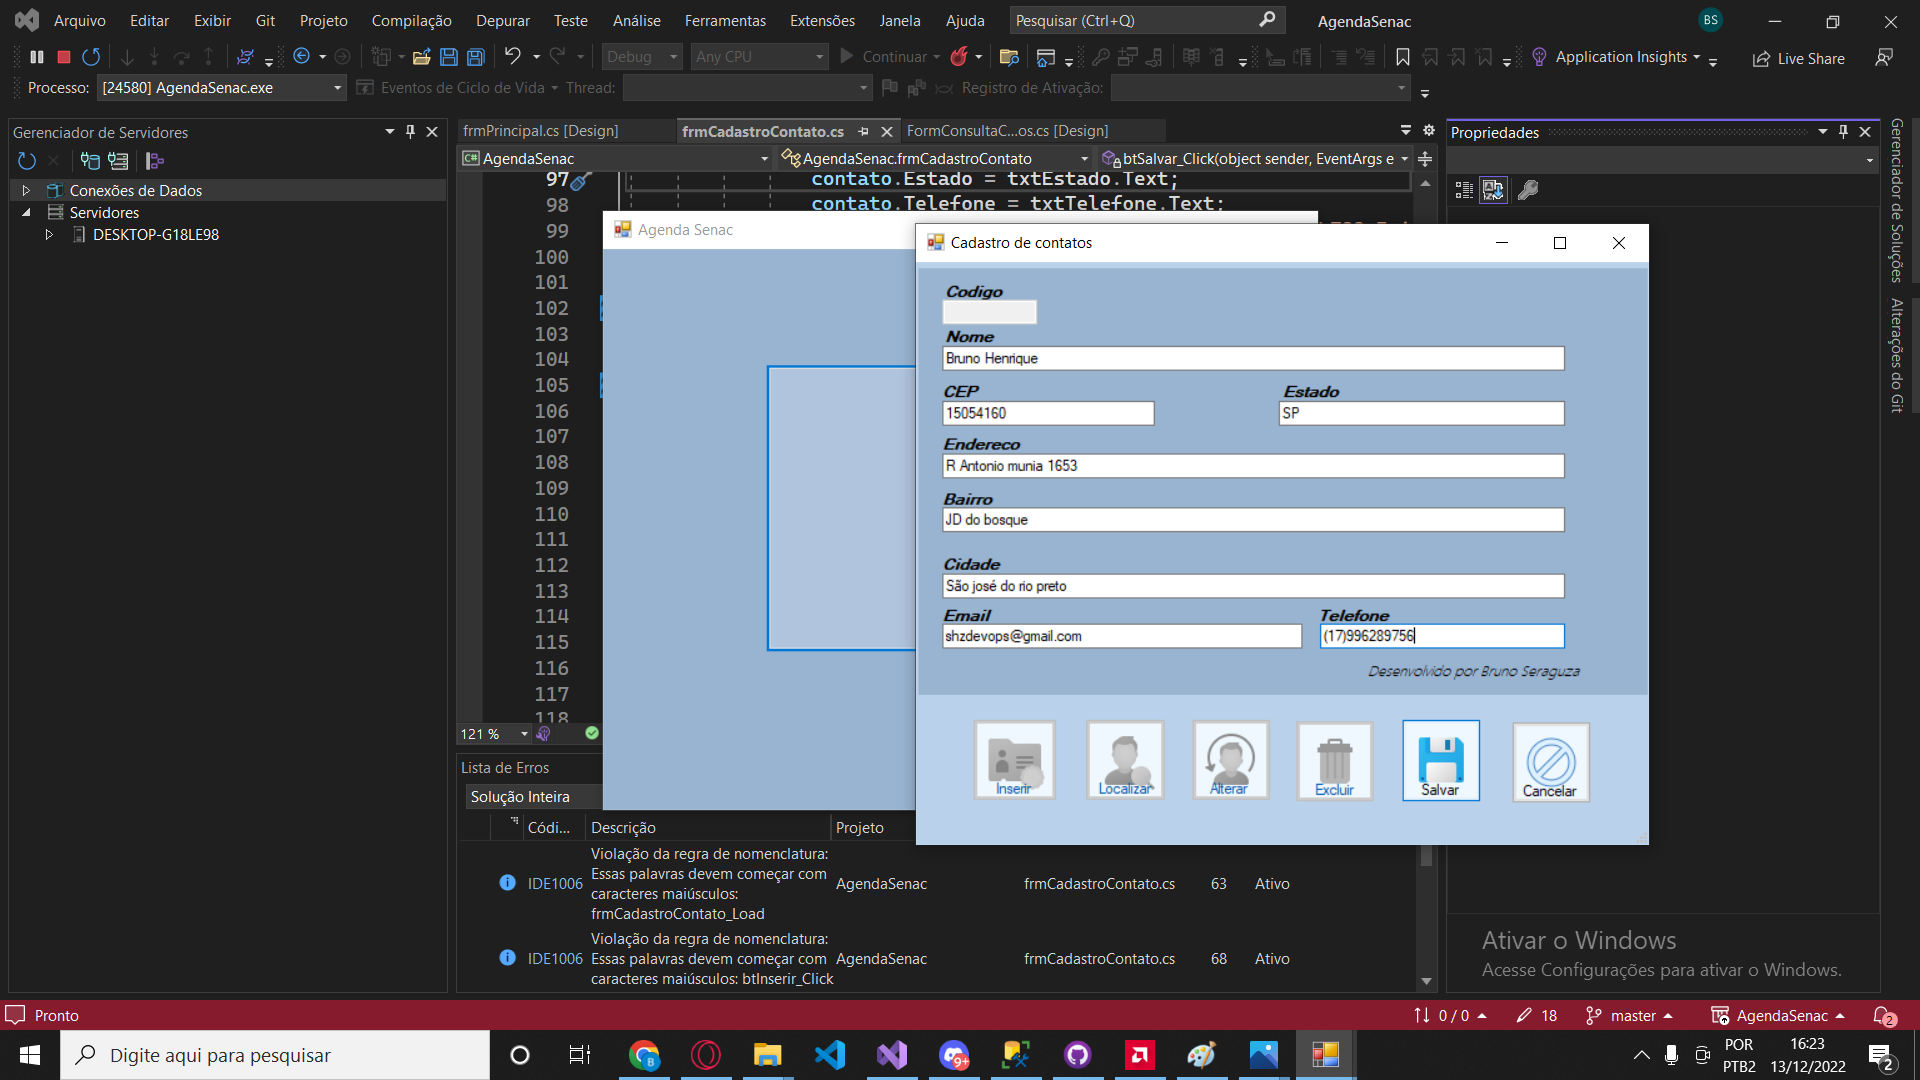 Arquivo Editar Exibir Git Projeto Compilação Depurar Teste Análise Ferramentas Extensões Janela Ajuda Pesquisar (Ctrl+Q) AgendaSenac BS
Debug Any CPU Continuar Application Insights Live Share
Processo: [24580] AgendaSenac.exe Eventos de Ciclo de Vida Thread: Registro de Ativação:
Gerenciador de Servidores
Conexões de Dados
Servidores
DESKTOP-G18LE98
frmPrincipal.cs [Design] frmCadastroContato.cs FormConsultaC...os.cs [Design]
C# AgendaSenac AgendaSenac.frmCadastroContato btSalvar_Click(object sender, EventArgs e
97 contato.Estado = txtEstado.Text;
98 contato.Telefone = txtTelefone.Text;
99
100
101
102
103
104
105
106
107
108
109
110
111
112
113
114
115
116
117
118
121 %
Agenda Senac
Cadastro de contatos
Codigo
Nome
Bruno Henrique
CEP Estado
15054160 SP
Endereco
R Antonio munia 1653
Bairro
JD do bosque
Cidade
São josé do rio preto
Email Telefone
shzdevops@gmail.com (17)996289756
Desenvolvido por Bruno Seraguza
Inserir Localizar Alterar Excluir Salvar Cancelar
Lista de Erros
Solução Inteira
Códi... Descrição Projeto
IDE1006 Violação da regra de nomenclatura: Essas palavras devem começar com caracteres maiúsculos: frmCadastroContato_Load AgendaSenac frmCadastroContato.cs 63 Ativo
IDE1006 Violação da regra de nomenclatura: Essas palavras devem começar com caracteres maiúsculos: btInserir_Click AgendaSenac frmCadastroContato.cs 68 Ativo
Propriedades
Gerenciador de Soluções
Alterações do Git
Ativar o Windows
Acesse Configurações para ativar o Windows.
Pronto 0 / 0 18 master AgendaSenac 2
Digite aqui para pesquisar
9+
POR
PTB2
16:23
13/12/2022
2